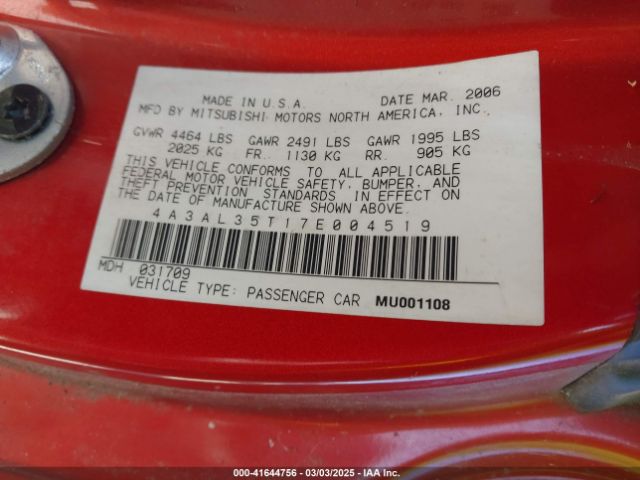 MADE IN U.S.A. DATE MAR. 2006
MFD BY MITSUBISHI MOTORS NORTH AMERICA, INC.
GVWR 4464 LBS GAWR 2491 LBS GAWR 1995 LBS
2025 KG FR. 1130 KG RR. 905 KG
THIS VEHICLE CONFORMS TO ALL APPLICABLE
FEDERAL MOTOR VEHICLE SAFETY, BUMPER, AND
THEFT PREVENTION STANDARDS IN EFFECT ON
THE DATE OF MANUFACTURE SHOWN ABOVE.
4A3AL35T17E004519
MDH 031709
VEHICLE TYPE: PASSENGER CAR MU001108
000-41644756 | 03/03/2025 | IAA Inc.